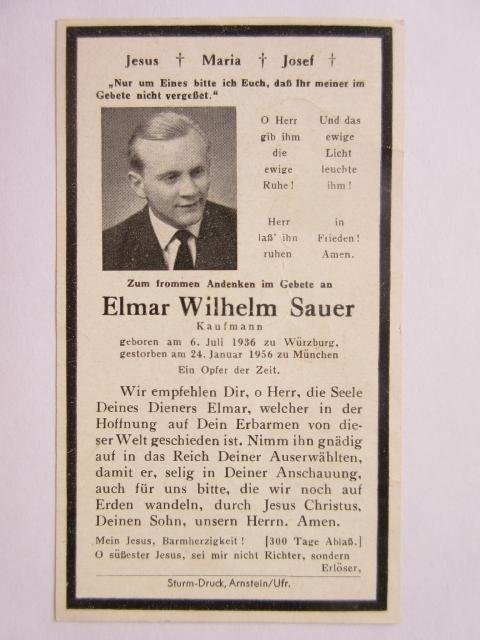 Jesus † Maria † Josef †
„Nur um Eines bitte ich Euch, daß Ihr meiner im
Gebete nicht vergeßet.“
O Herr Und das
gib ihm ewige
die Licht
ewige leuchte
Ruhe! ihm!
Herr in
laß' ihn Frieden!
ruhen Amen.
Zum frommen Andenken im Gebete an
Elmar Wilhelm Sauer
Kaufmann
geboren am 6. Juli 1936 zu Würzburg,
gestorben am 24. Januar 1956 zu München
Ein Opfer der Zeit.
Wir empfehlen Dir, o Herr, die Seele
Deines Dieners Elmar, welcher in der
Hoffnung auf Dein Erbarmen von die-
ser Welt geschieden ist. Nimm ihn gnädig
auf in das Reich Deiner Auserwählten,
damit er, selig in Deiner Anschauung,
auch für uns bitte, die wir noch auf
Erden wandeln, durch Jesus Christus,
Deinen Sohn, unsern Herrn. Amen.
Mein Jesus, Barmherzigkeit! [300 Tage Ablaß.]
O süßester Jesus, sei mir nicht Richter, sondern
Erlöser,
Sturm-Druck, Arnstein/Ufr.